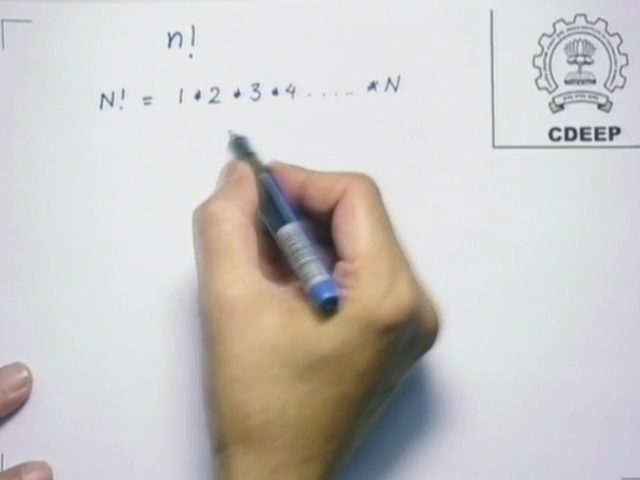 n!
N! = 1 * 2 * 3 * 4 ..... * N
CDEEP